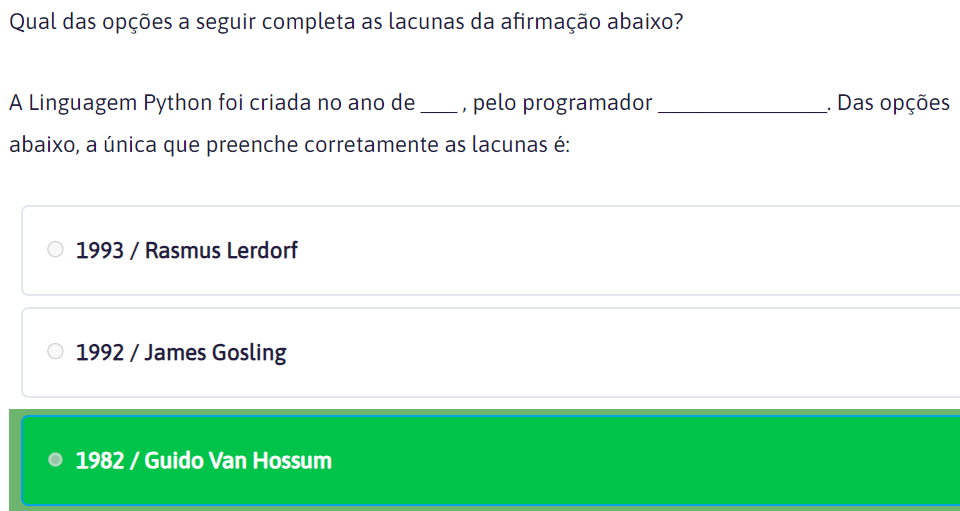 Qual das opções a seguir completa as lacunas da afirmação abaixo?
A Linguagem Python foi criada no ano de ___ , pelo programador ______________. Das opções
abaixo, a única que preenche corretamente as lacunas é:
1993 / Rasmus Lerdorf
1992 / James Gosling
1982 / Guido Van Hossum